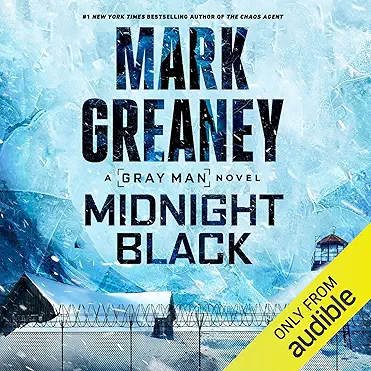 #1 NEW YORK TIMES BESTSELLING AUTHOR OF THE CHAOS AGENT
MARK
GREANEY
A [GRAY MAN] NOVEL
MIDNIGHT
BLACK
ONLY FROM
audible